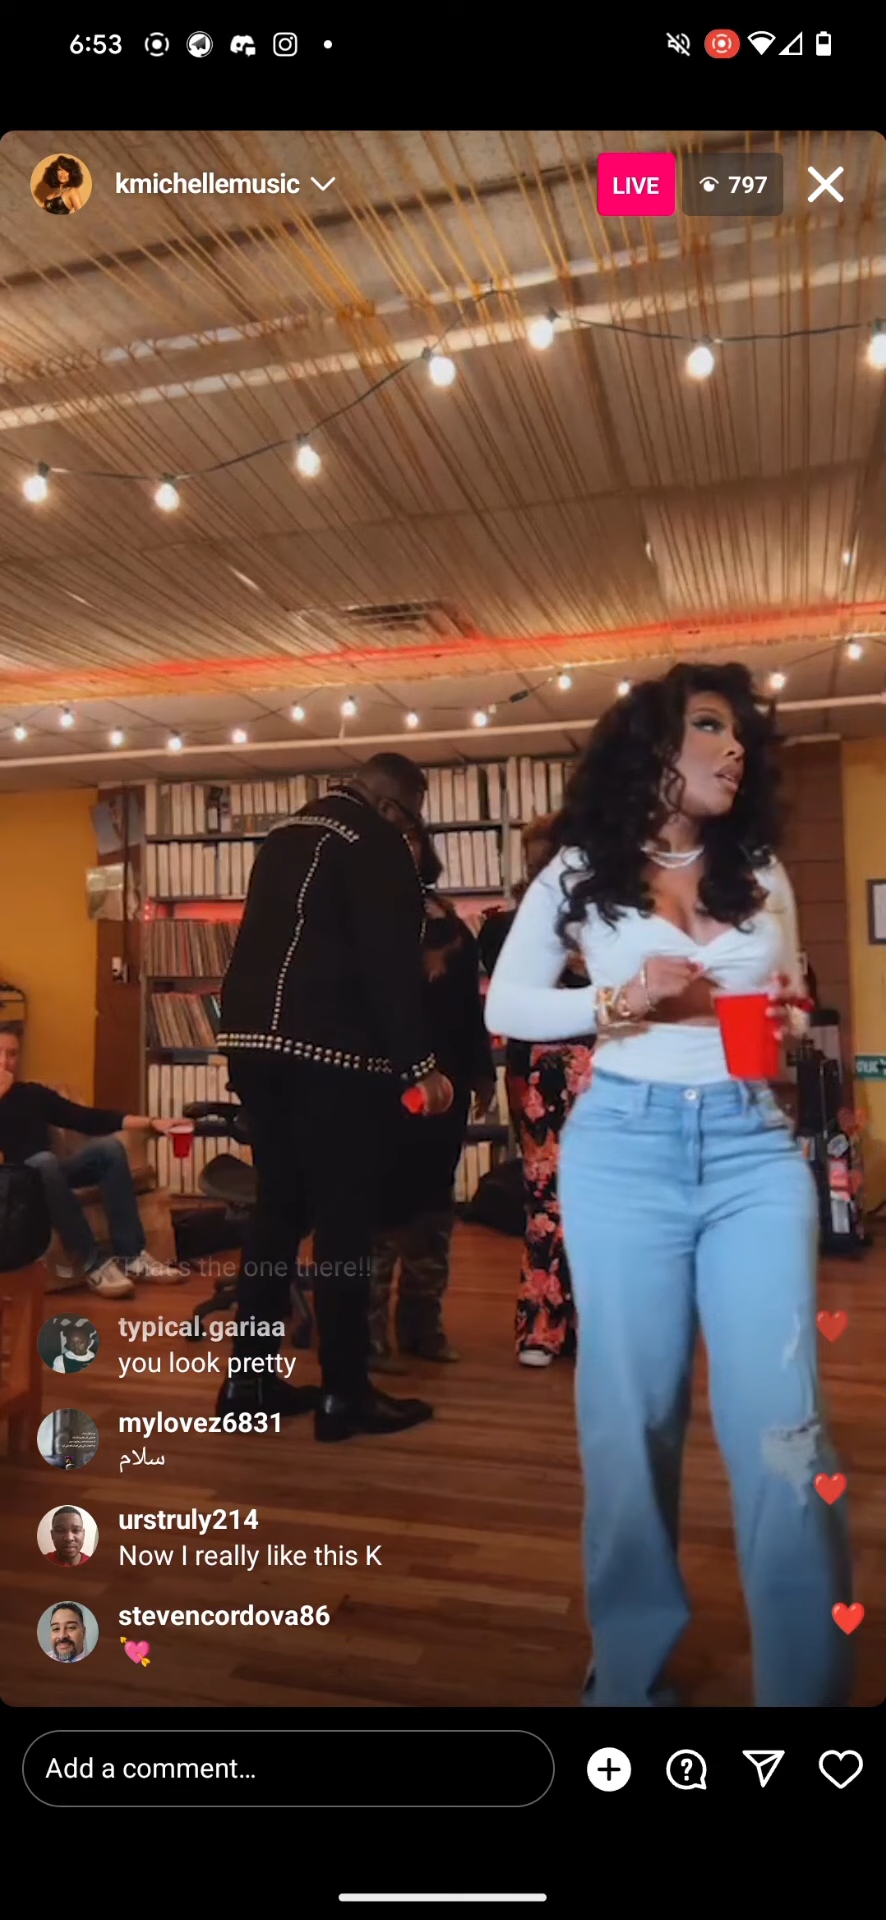 6:53
kmichellemusic
LIVE
797
That's the one there!!
typical.gariaa
you look pretty
mylovez6831
سلام
urstruly214
Now I really like this K
stevencordova86
Add a comment...